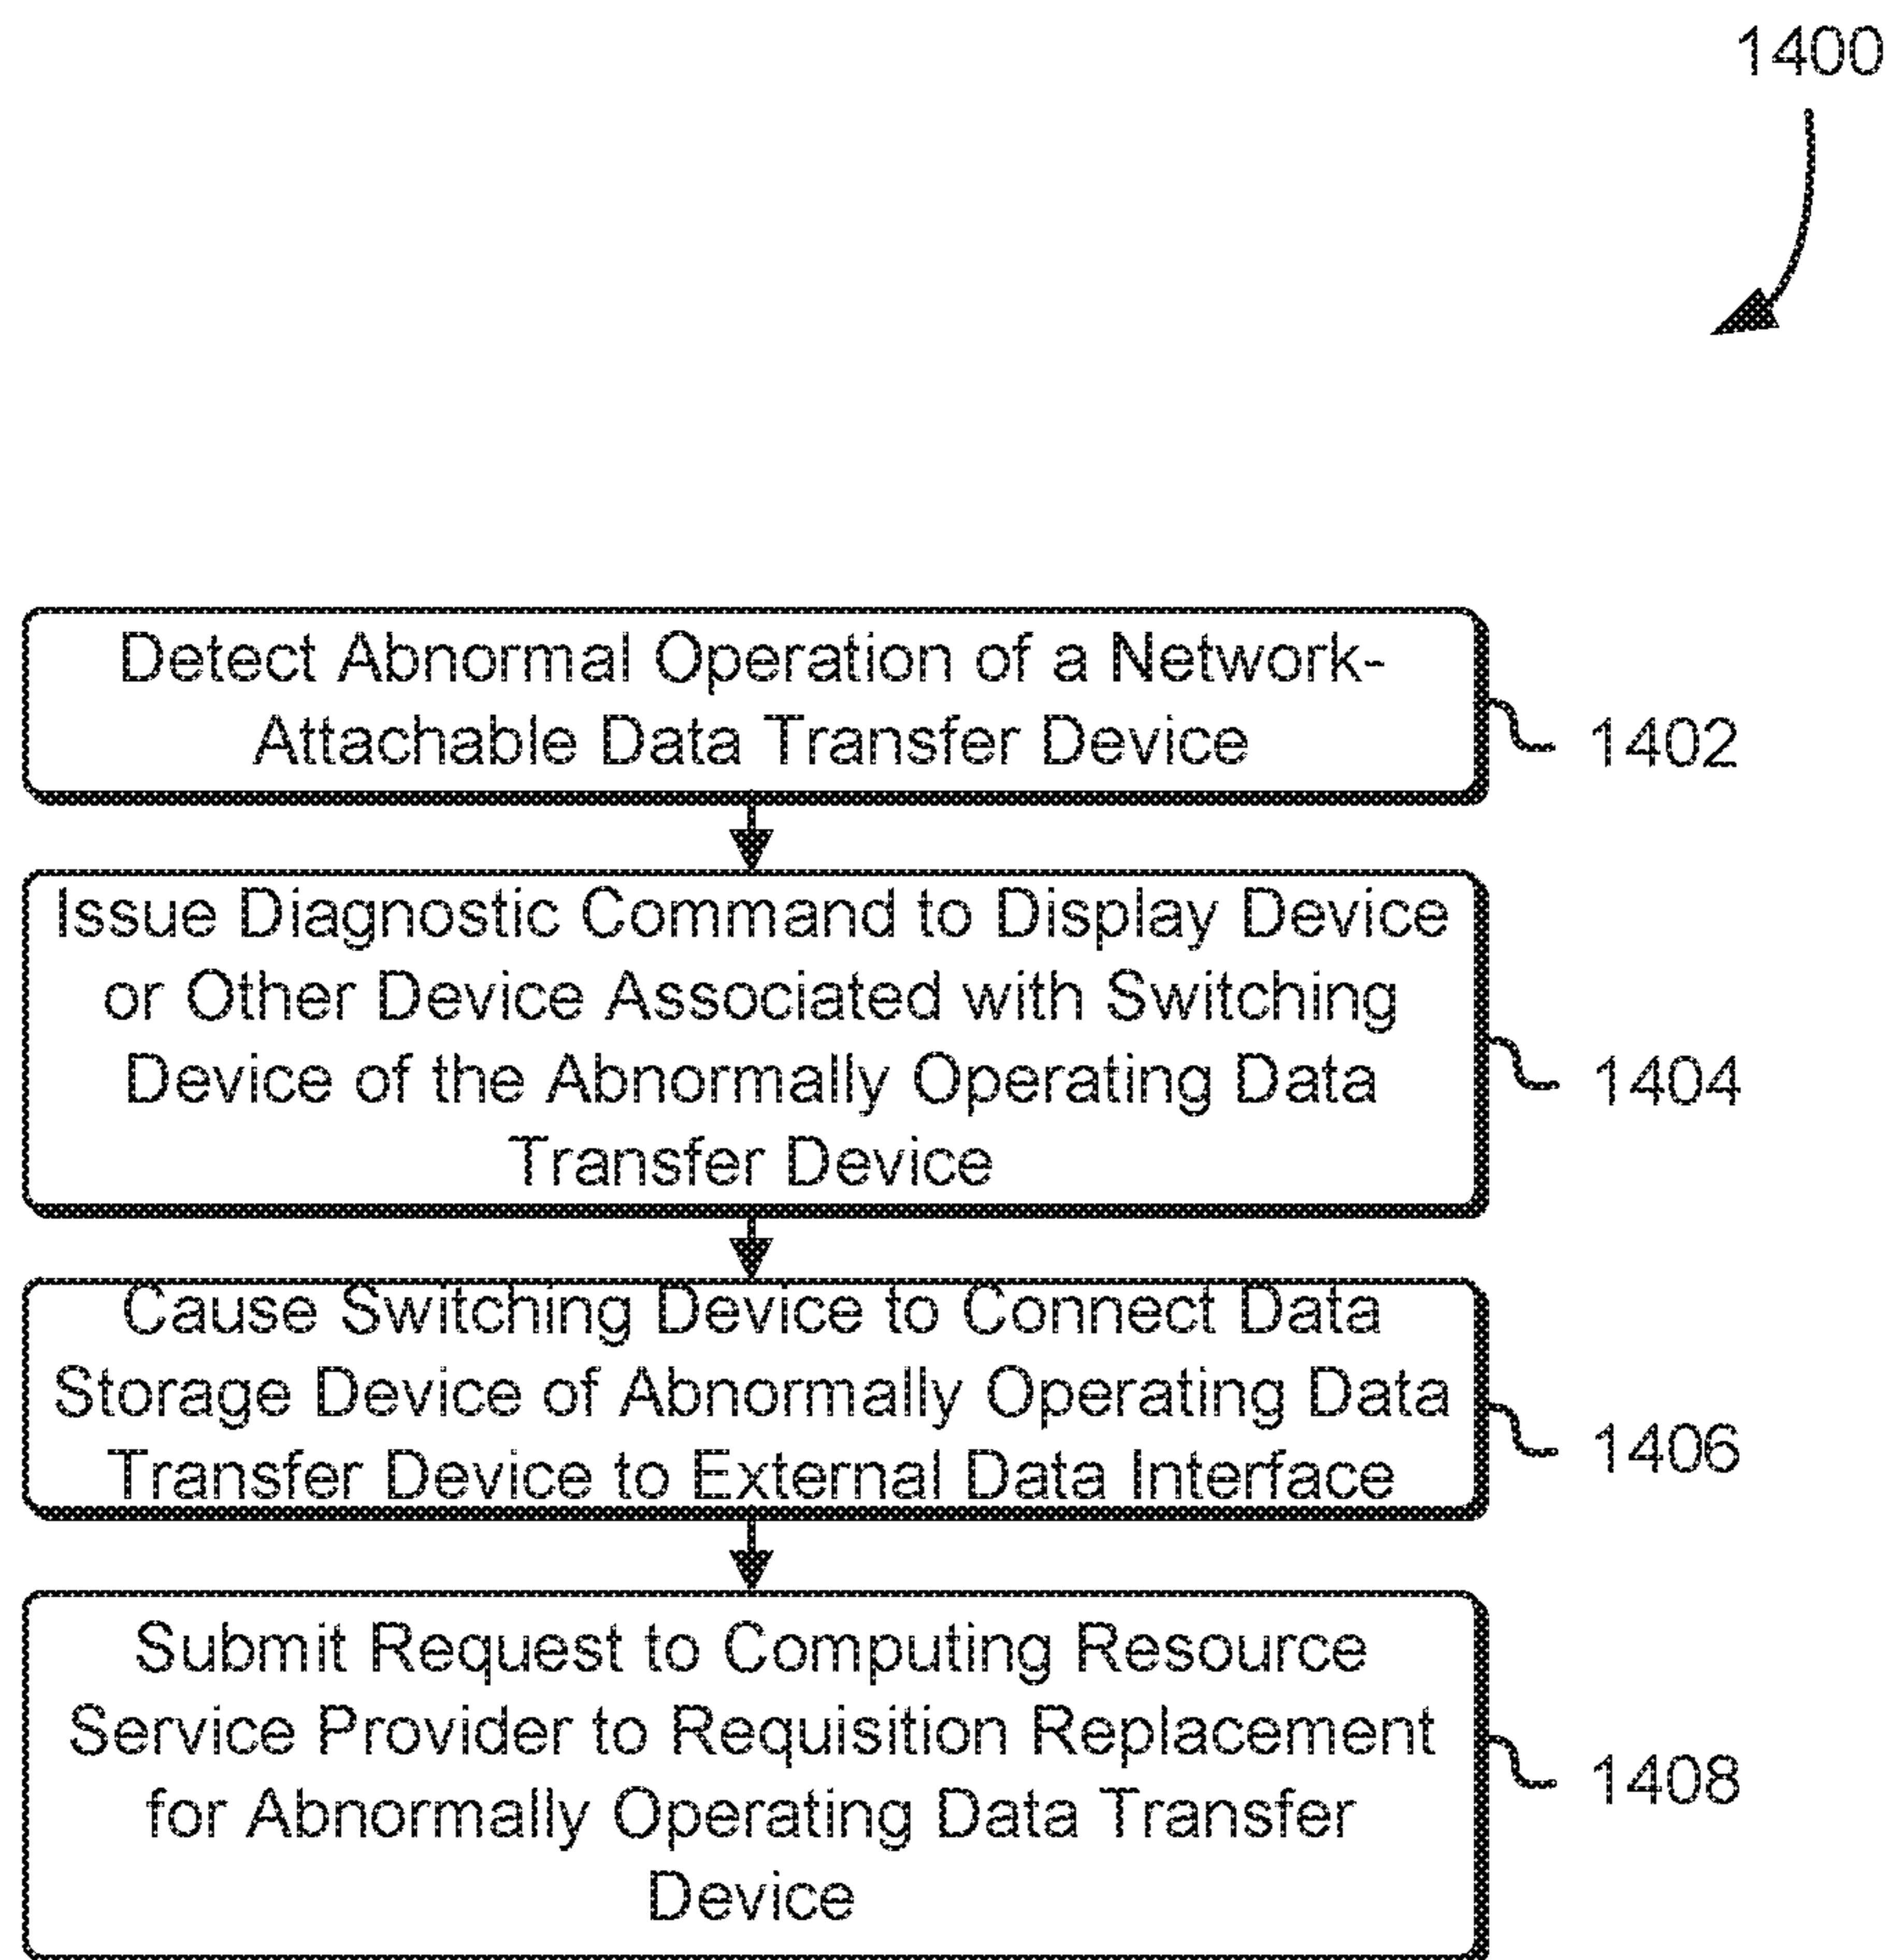 1400
Detect Abnormal Operation of a Network-
Attachable Data Transfer Device
1402
Issue Diagnostic Command to Display Device
or Other Device Associated with Switching
Device of the Abnormally Operating Data
Transfer Device
1404
Cause Switching Device to Connect Data
Storage Device of Abnormally Operating Data
Transfer Device to External Data Interface
1406
Submit Request to Computing Resource
Service Provider to Requisition Replacement
for Abnormally Operating Data Transfer
Device
1408